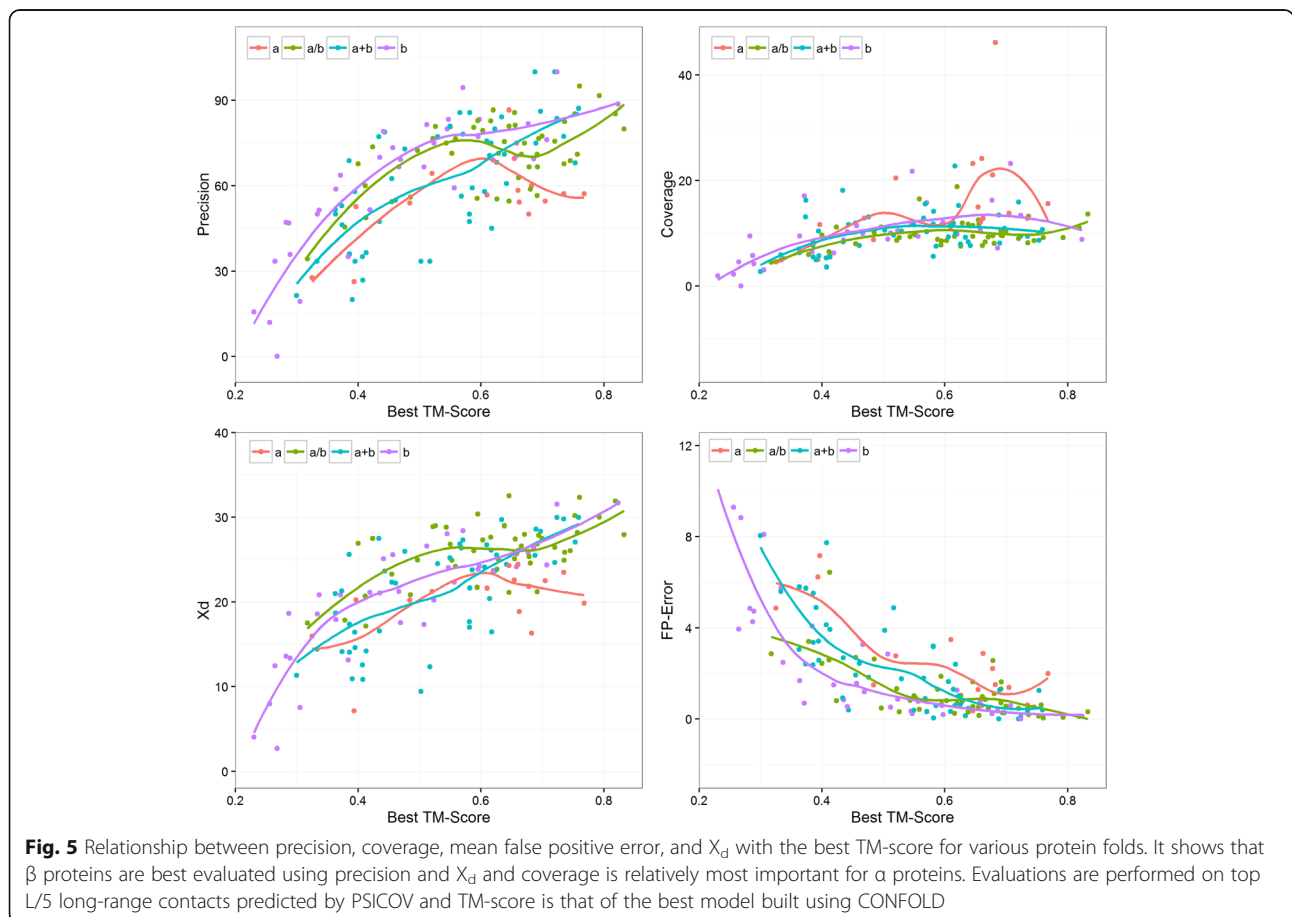 a a/b a+b b
Precision
90
60
30
0
0.2 0.4 0.6 0.8
Best TM-Score
a a/b a+b b
Coverage
40
20
0
0.2 0.4 0.6 0.8
Best TM-Score
a a/b a+b b
Xd
40
30
20
10
0
0.2 0.4 0.6 0.8
Best TM-Score
a a/b a+b b
FP-Error
12
8
4
0
0.2 0.4 0.6 0.8
Best TM-Score
Fig. 5 Relationship between precision, coverage, mean false positive error, and Xd with the best TM-score for various protein folds. It shows that
β proteins are best evaluated using precision and Xd and coverage is relatively most important for α proteins. Evaluations are performed on top
L/5 long-range contacts predicted by PSICOV and TM-score is that of the best model built using CONFOLD